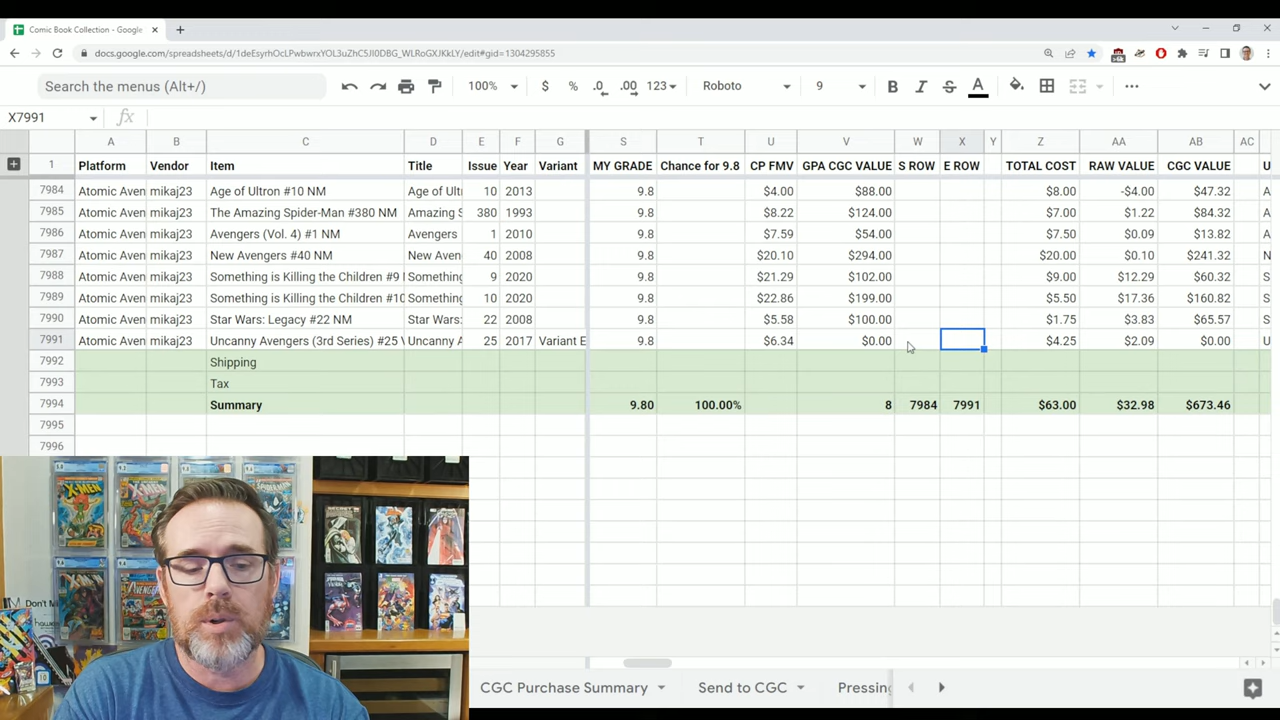 Comic Book Collection - Google
docs.google.com/spreadsheets/d/1deEsyrhOcLPwbwrxYOL3uZhC5JI0DBG_WLRoGXJKkLY/edit#gid=1304295855
Search the menus (Alt+/) 100% $ % .0 .00 123 Roboto 9 B I S A
X7991 fx
A B C D E F G S T U V W X Y Z AA AB AC
1 Platform Vendor Item Title Issue Year Variant MY GRADE Chance for 9.8 CP FMV GPA CGC VALUE S ROW E ROW TOTAL COST RAW VALUE CGC VALUE U
7984 Atomic Aven mikaj23 Age of Ultron #10 NM Age of Ult 10 2013 9.8 $4.00 $88.00 $8.00 -$4.00 $47.32 A
7985 Atomic Aven mikaj23 The Amazing Spider-Man #380 NM Amazing S 380 1993 9.8 $8.22 $124.00 $7.00 $1.22 $84.32 A
7986 Atomic Aven mikaj23 Avengers (Vol. 4) #1 NM Avengers 1 2010 9.8 $7.59 $54.00 $7.50 $0.09 $13.82 A
7987 Atomic Aven mikaj23 New Avengers #40 NM New Aven 40 2008 9.8 $20.10 $294.00 $20.00 $0.10 $241.32 N
7988 Atomic Aven mikaj23 Something is Killing the Children #9 Something 9 2020 9.8 $21.29 $102.00 $9.00 $12.29 $60.32 S
7989 Atomic Aven mikaj23 Something is Killing the Children #10 Something 10 2020 9.8 $22.86 $199.00 $5.50 $17.36 $160.82 S
7990 Atomic Aven mikaj23 Star Wars: Legacy #22 NM Star Wars: 22 2008 9.8 $5.58 $100.00 $1.75 $3.83 $65.57 S
7991 Atomic Aven mikaj23 Uncanny Avengers (3rd Series) #25 Uncanny A 25 2017 Variant E 9.8 $6.34 $0.00 $4.25 $2.09 $0.00 U
7992 Shipping
7993 Tax
7994 Summary 9.80 100.00% 8 7984 7991 $63.00 $32.98 $673.46
7995
7996
X-MEN
AVENGERS
Don't Mi
CGC Purchase Summary Send to CGC Pressing